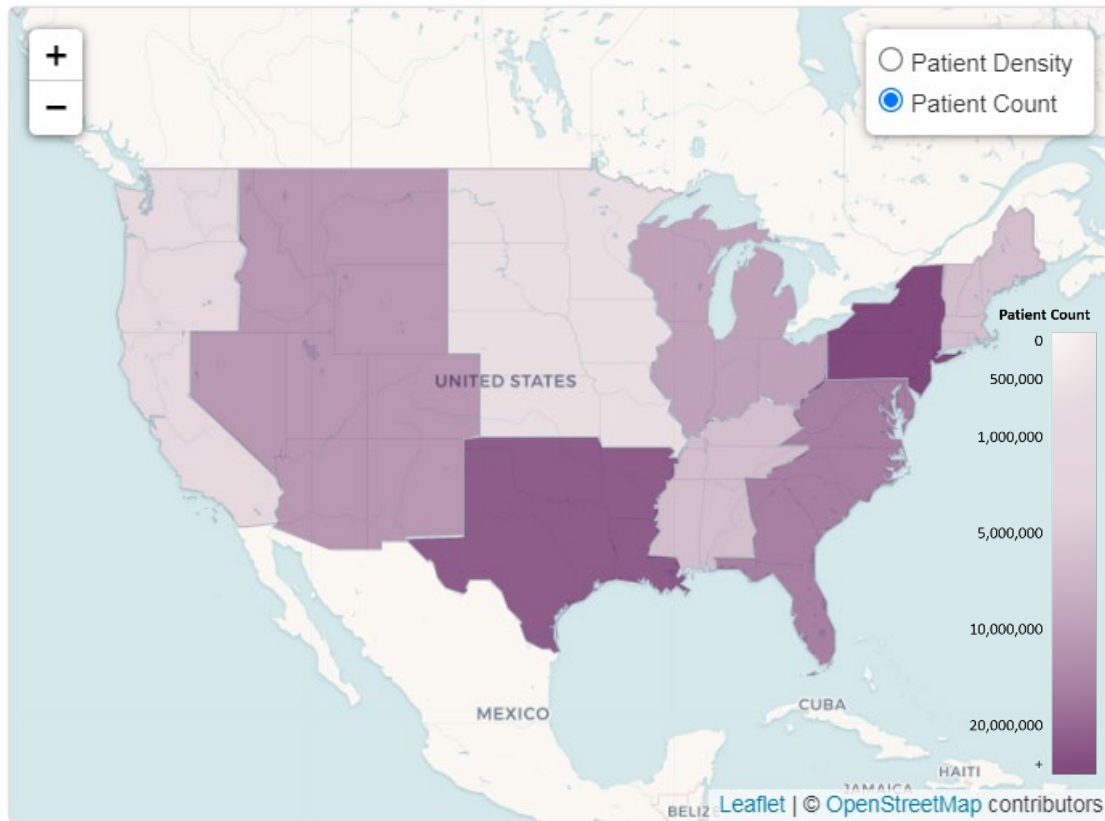 +
−
Patient Density
Patient Count
UNITED STATES
MEXICO
CUBA
HAITI
JAMAICA
Patient Count
0
500,000
1,000,000
5,000,000
10,000,000
20,000,000
+
Leaflet | © OpenStreetMap contributors